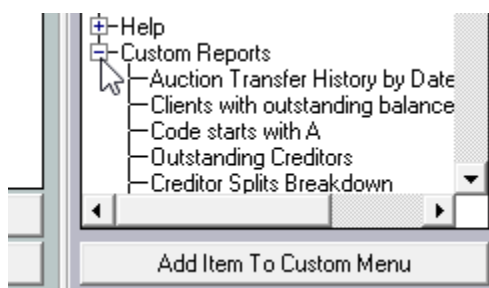 Help
Custom Reports
Auction Transfer History by Date
Clients with outstanding balance
Code starts with A
Outstanding Creditors
Creditor Splits Breakdown
Add Item To Custom Menu